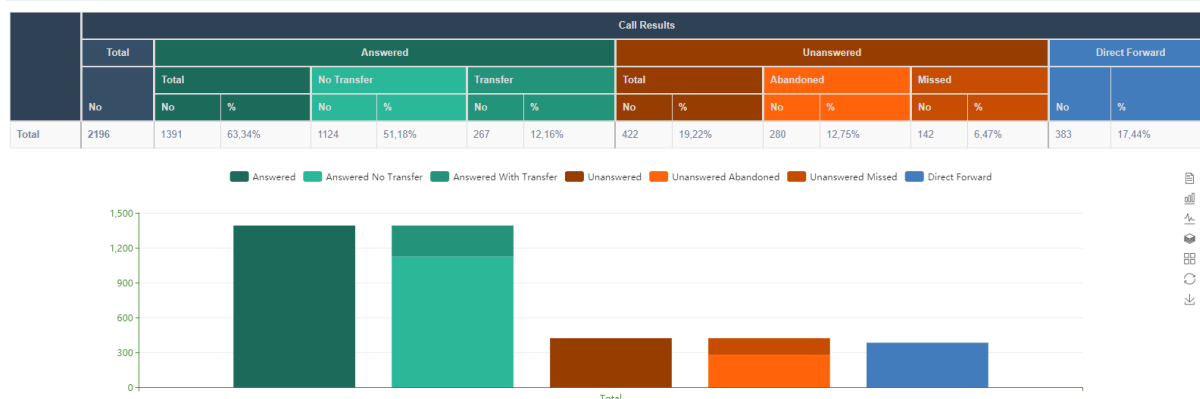 Call Results
Total Answered Unanswered Direct Forward
Total No Transfer Transfer Total Abandoned Missed
No No % No % No % No % No % No % No %
Total 2196 1391 63,34% 1124 51,18% 267 12,16% 422 19,22% 280 12,75% 142 6,47% 383 17,44%
Answered Answered No Transfer Answered With Transfer Unanswered Unanswered Abandoned Unanswered Missed Direct Forward
1,500
1,200
900
600
300
0
Total